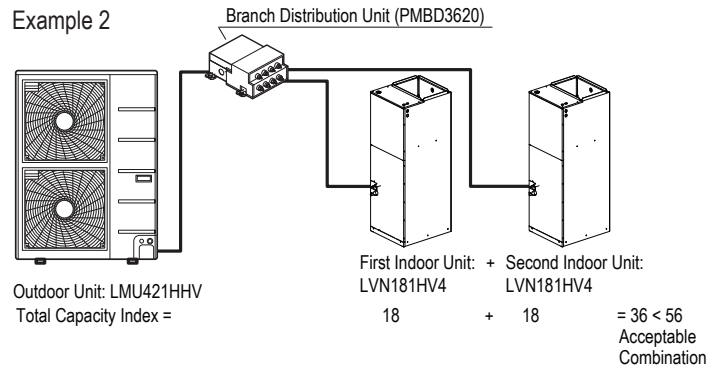 Example 2
Branch Distribution Unit (PMBD3620)
First Indoor Unit: + Second Indoor Unit:
LVN181HV4 LVN181HV4
Outdoor Unit: LMU421HHV
Total Capacity Index = 18 + 18 = 36 < 56
Acceptable
Combination